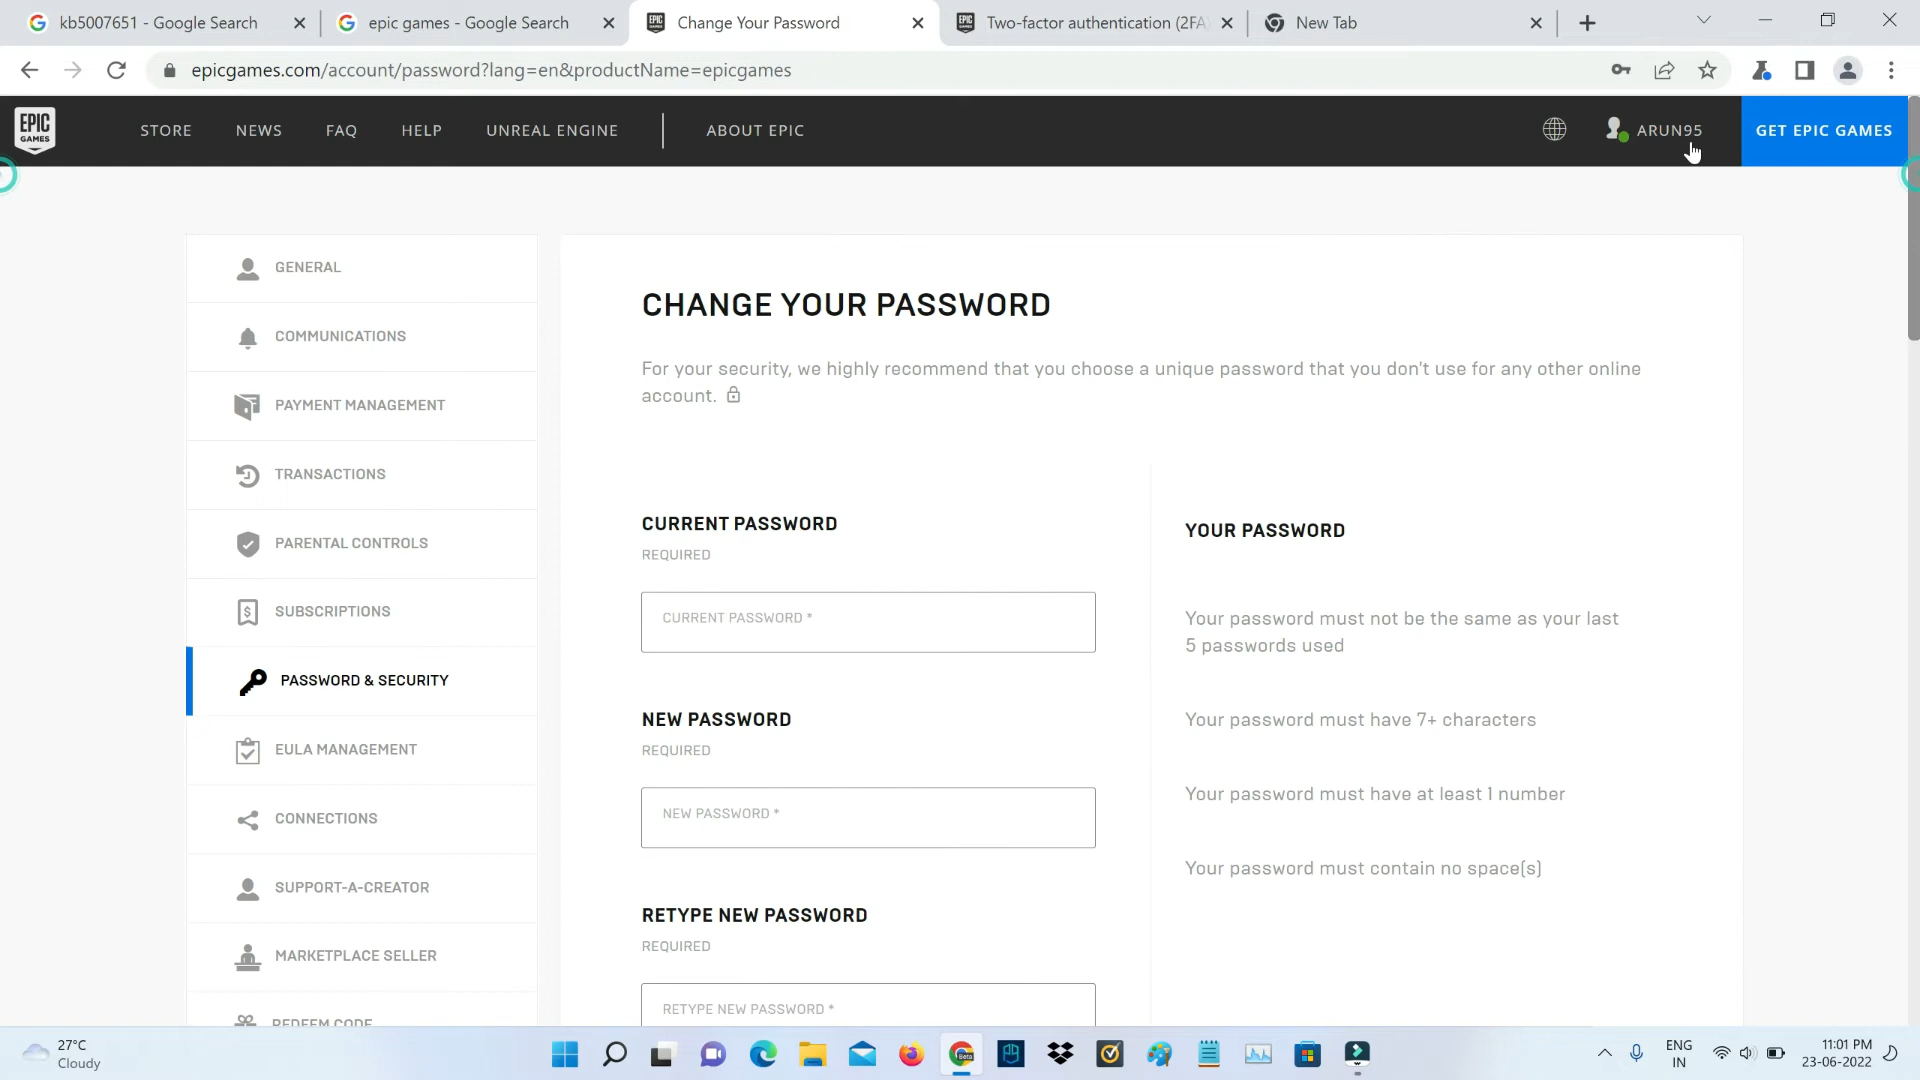 kb5007651 - Google Search
epic games - Google Search
Change Your Password
Two-factor authentication (2FA
New Tab
epicgames.com/account/password?lang=en&productName=epicgames
EPIC
GAMES
STORE
NEWS
FAQ
HELP
UNREAL ENGINE
ABOUT EPIC
ARUN95
GET EPIC GAMES
GENERAL
COMMUNICATIONS
PAYMENT MANAGEMENT
TRANSACTIONS
PARENTAL CONTROLS
SUBSCRIPTIONS
PASSWORD & SECURITY
EULA MANAGEMENT
CONNECTIONS
SUPPORT-A-CREATOR
MARKETPLACE SELLER
REDEEM CODE
CHANGE YOUR PASSWORD
For your security, we highly recommend that you choose a unique password that you don't use for any other online
account.
CURRENT PASSWORD
REQUIRED
CURRENT PASSWORD *
NEW PASSWORD
REQUIRED
NEW PASSWORD *
RETYPE NEW PASSWORD
REQUIRED
RETYPE NEW PASSWORD *
YOUR PASSWORD
Your password must not be the same as your last
5 passwords used
Your password must have 7+ characters
Your password must have at least 1 number
Your password must contain no space(s)
27°C
Cloudy
Beta
ENG
IN
11:01 PM
23-06-2022